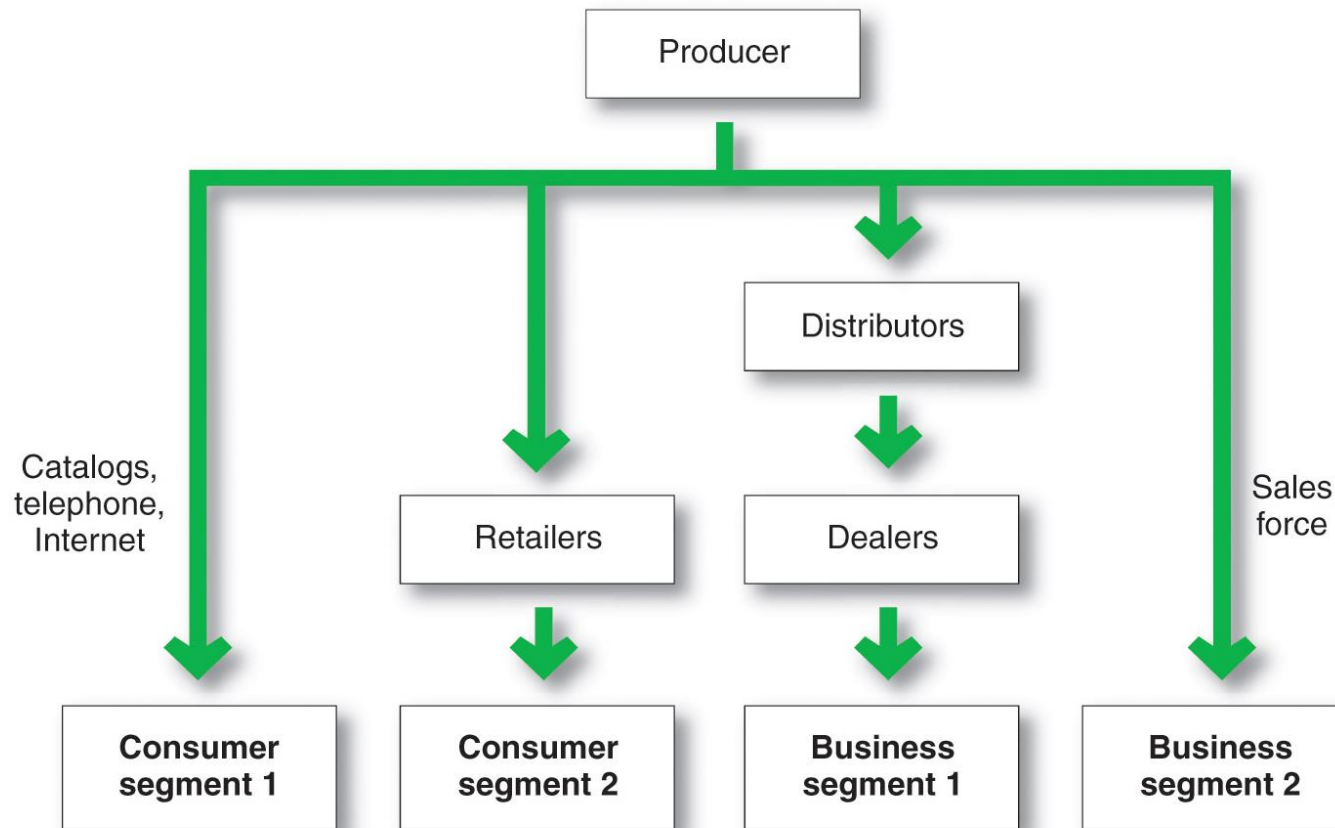 Producer
Distributors
Catalogs,
telephone,
Internet
Retailers
Dealers
Sales
force
Consumer
segment 1
Consumer
segment 2
Business
segment 1
Business
segment 2